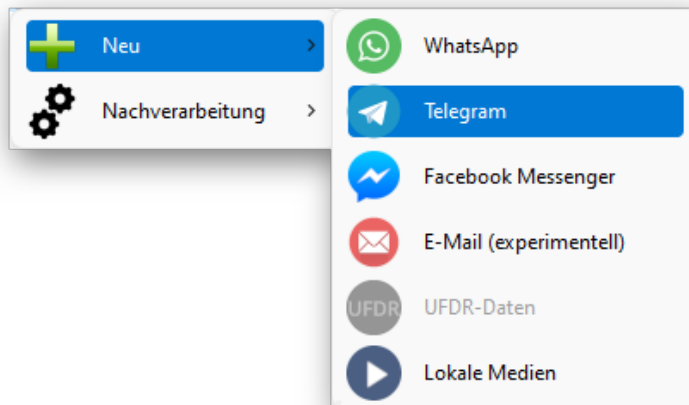 Neu
Nachverarbeitung
WhatsApp
Telegram
Facebook Messenger
E-Mail (experimentell)
UFDR
UFDR-Daten
Lokale Medien